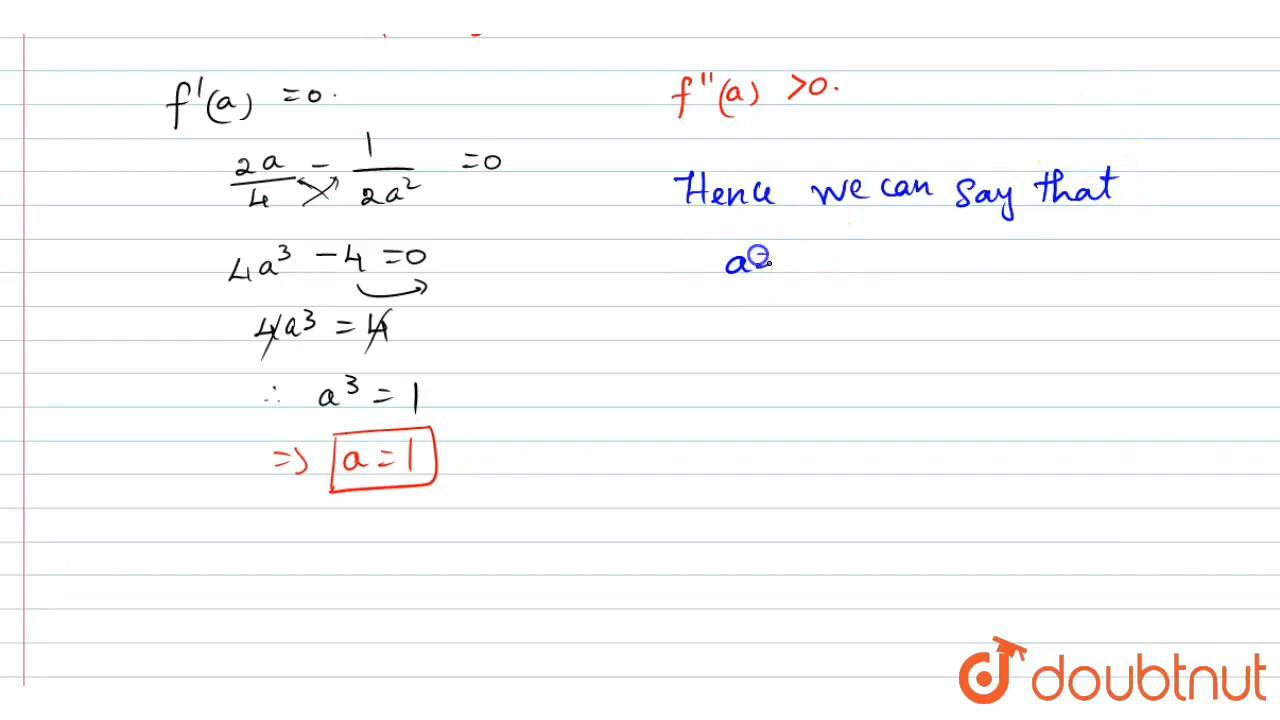 f'(a) = 0.
2a/4 - 1/2a² = 0
4a³ - 4 = 0
4a³ = 4
∴ a³ = 1
=> a = 1
f''(a) > 0.
Hence we can say that
a =
doubtnut